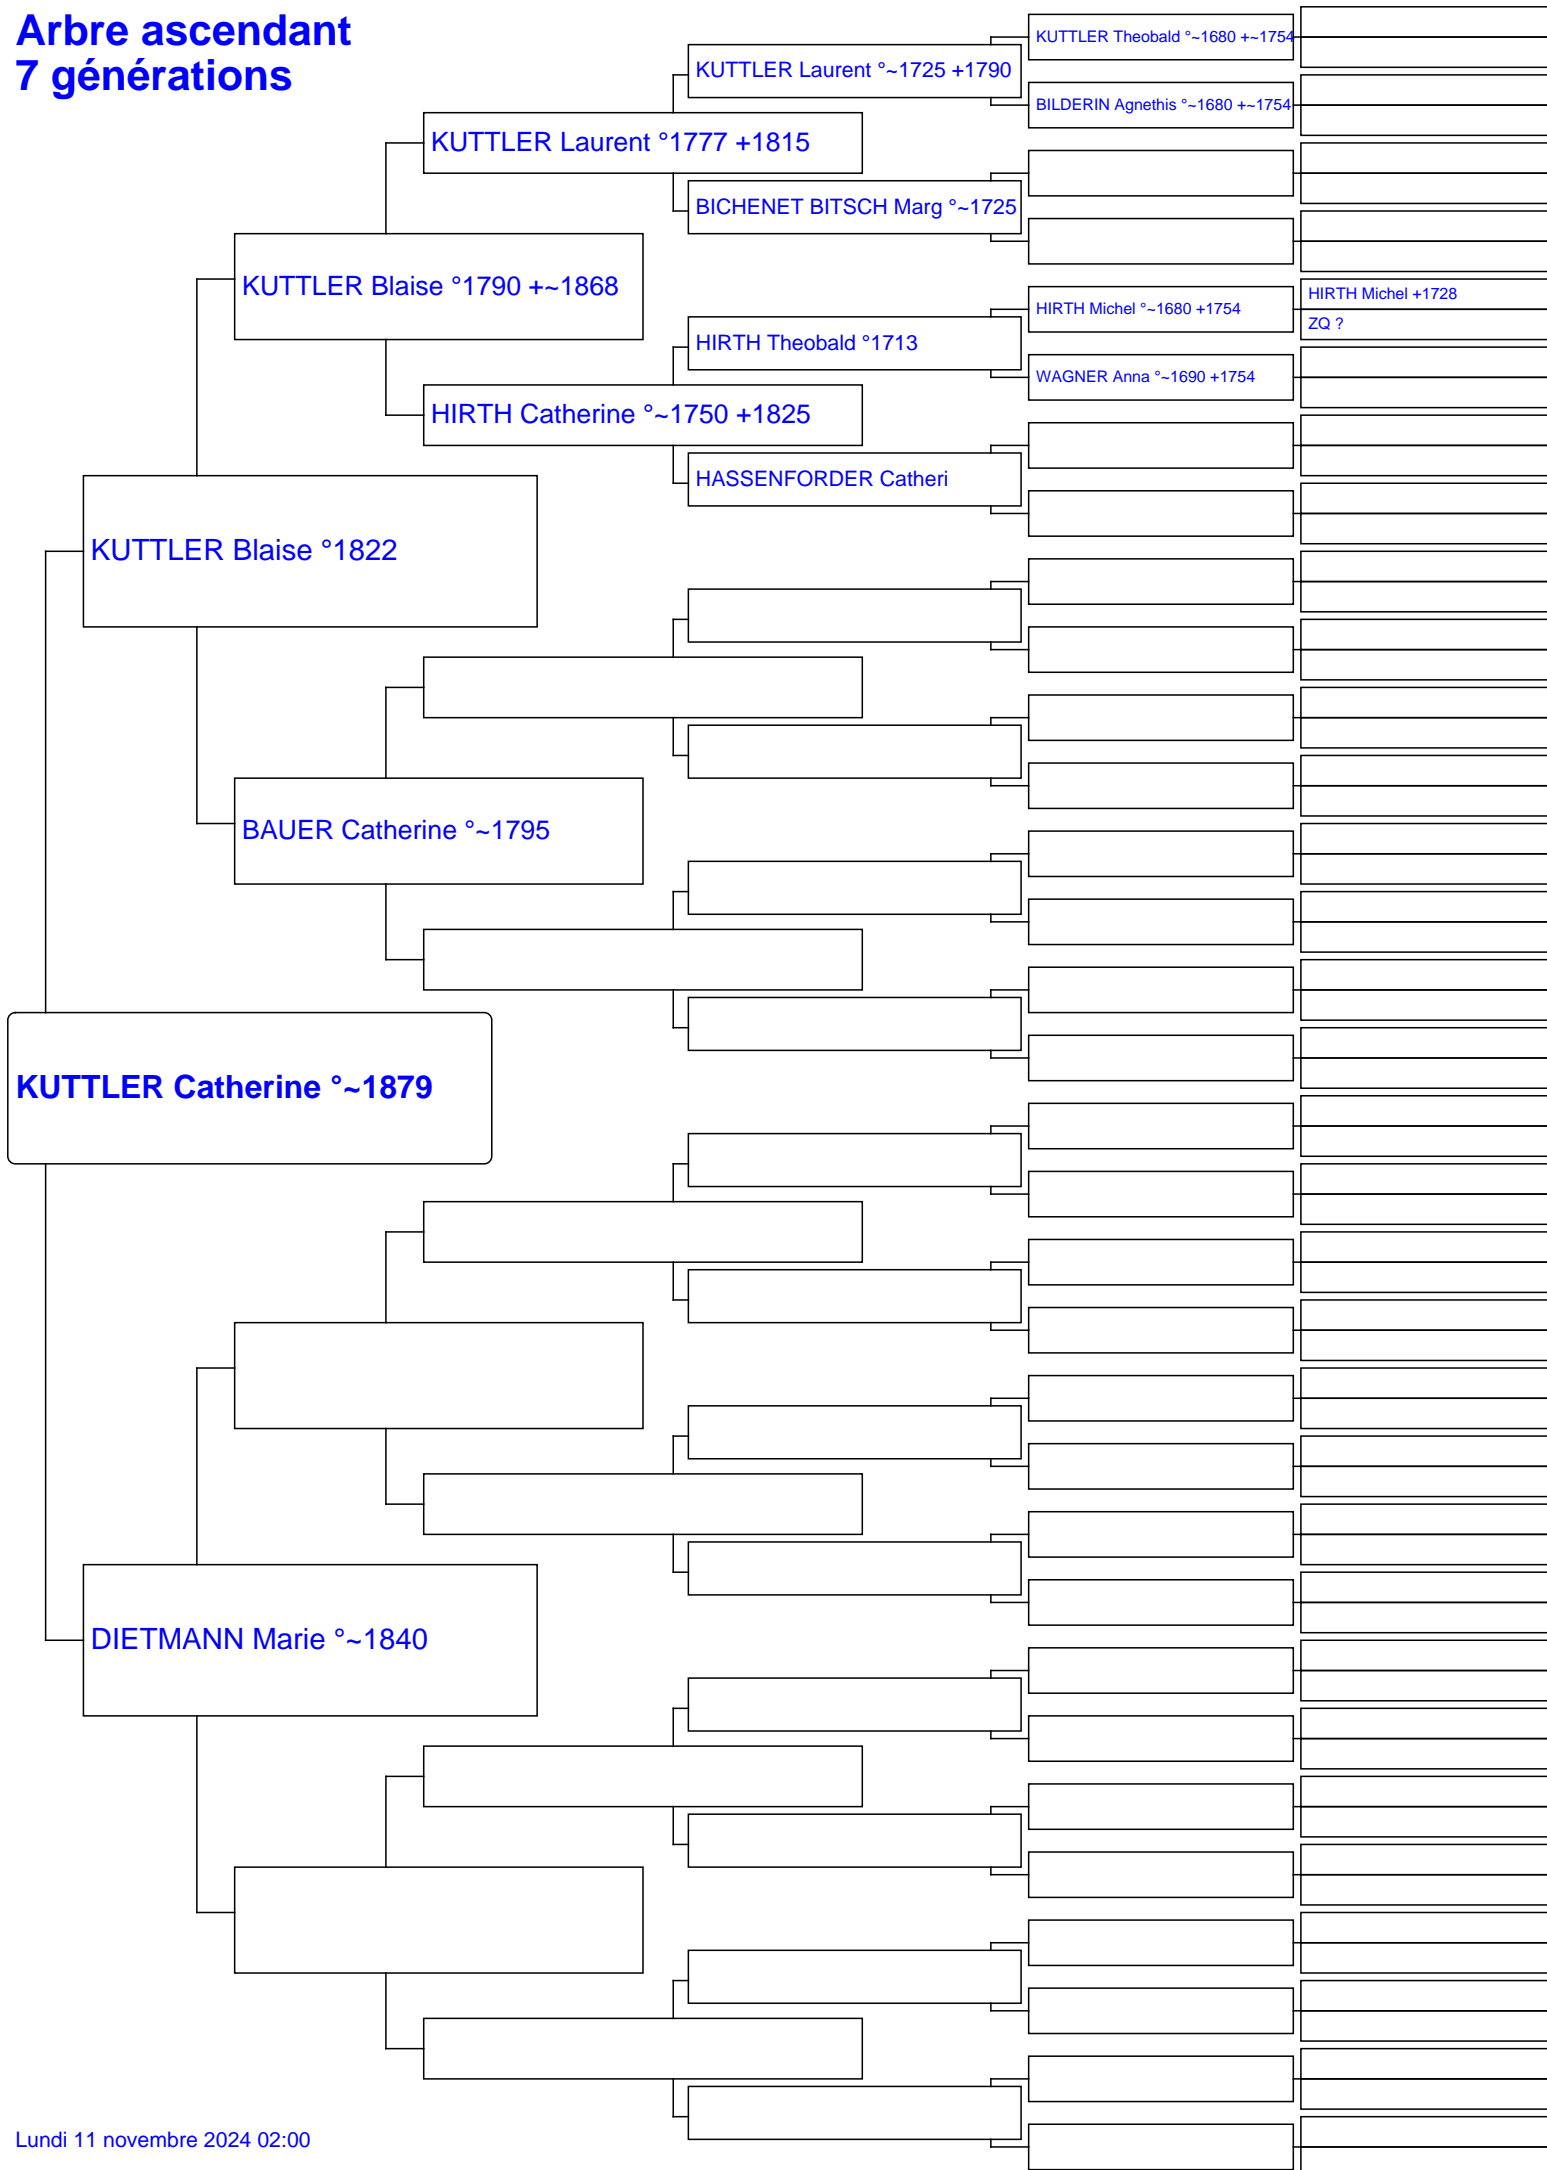 Arbre ascendant
7 générations
KUTTLER Theobald °~1680 +~1754
KUTTLER Laurent °~1725 +1790
BILDERIN Agnethis °~1680 +~1754
KUTTLER Laurent °1777 +1815
BICHENET BITSCH Marg °~1725
KUTTLER Blaise °1790 +~1868
HIRTH Michel °~1680 +1754
HIRTH Michel +1728
ZQ ?
HIRTH Theobald °1713
WAGNER Anna °~1690 +1754
HIRTH Catherine °~1750 +1825
HASSENFORDER Catheri
KUTTLER Blaise °1822
BAUER Catherine °~1795
KUTTLER Catherine °~1879
DIETMANN Marie °~1840
Lundi 11 novembre 2024 02:00